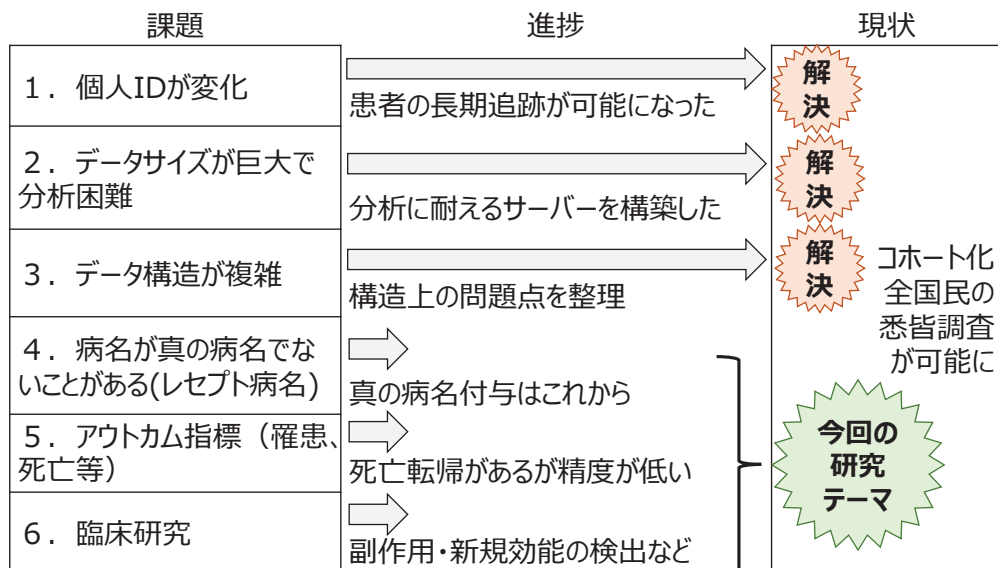 課題
進捗
現状
1．個人IDが変化
患者の長期追跡が可能になった
解
決
2．データサイズが巨大で
分析困難
分析に耐えるサーバーを構築した
解
決
3．データ構造が複雑
構造上の問題点を整理
解
決
コホート化
全国民の
悉皆調査
が可能に
4．病名が真の病名でな
いことがある(レセプト病名)
真の病名付与はこれから
5．アウトカム指標（罹患、
死亡等）
死亡転帰があるが精度が低い
6．臨床研究
副作用・新規効能の検出など
今回の
研究
テーマ